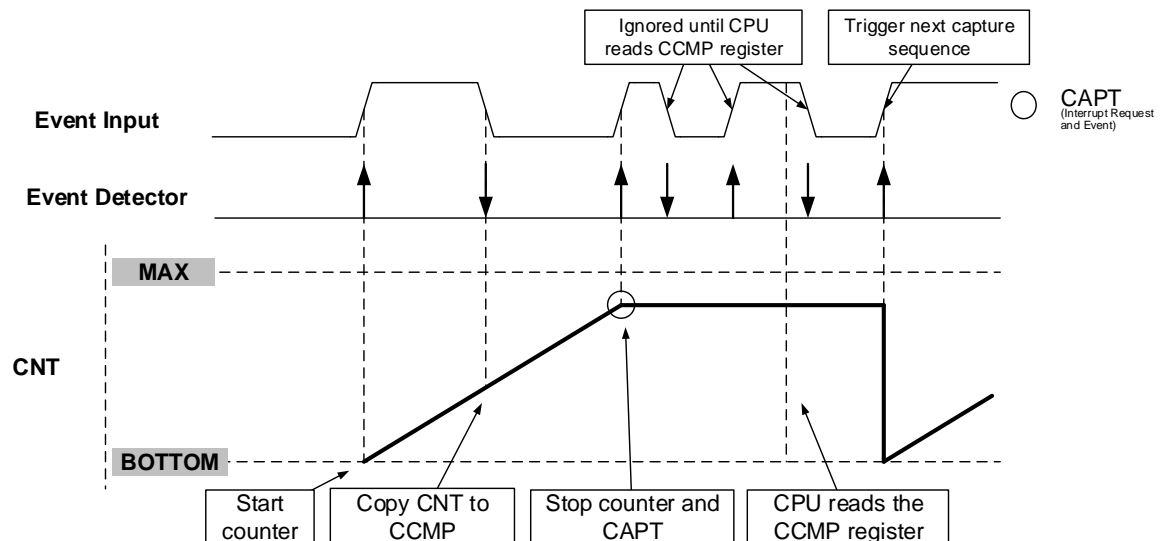 Ignored until CPU
reads CCMP register
Trigger next capture
sequence
Event Input
CAPT
(Interrupt Request
and Event)
Event Detector
MAX
CNT
BOTTOM
Start
counter
Copy CNT to
CCMP
Stop counter and
CAPT
CPU reads the
CCMP register